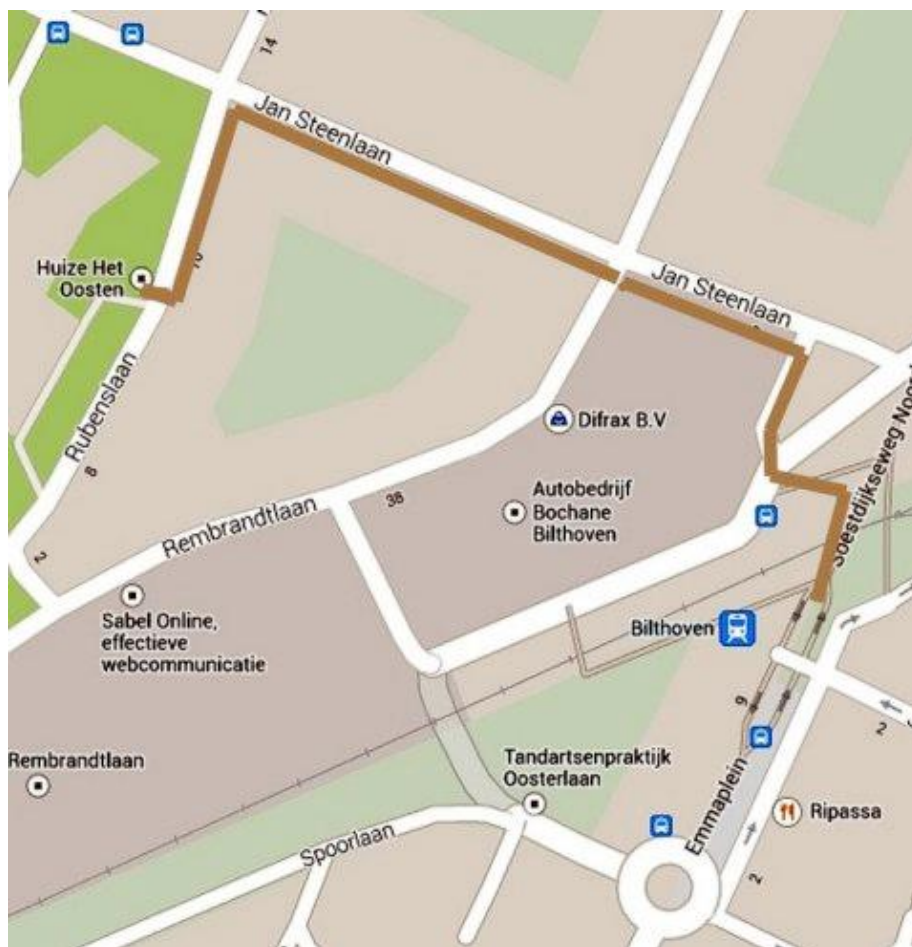 14
Jan Steenlaan
Huize Het
Oosten
10
Jan Steenlaan
Rubenslaan
Difrax B.V
8
38
Autobedrijf
Bochane
Bilthoven
Rembrandtlaan
2
Sabel Online,
effectieve
webcommunicatie
Bilthoven
9
2
Rembrandtlaan
Tandartsenpraktijk
Oosterlaan
Emmaplein
Ripassa
Spoorlaan
2